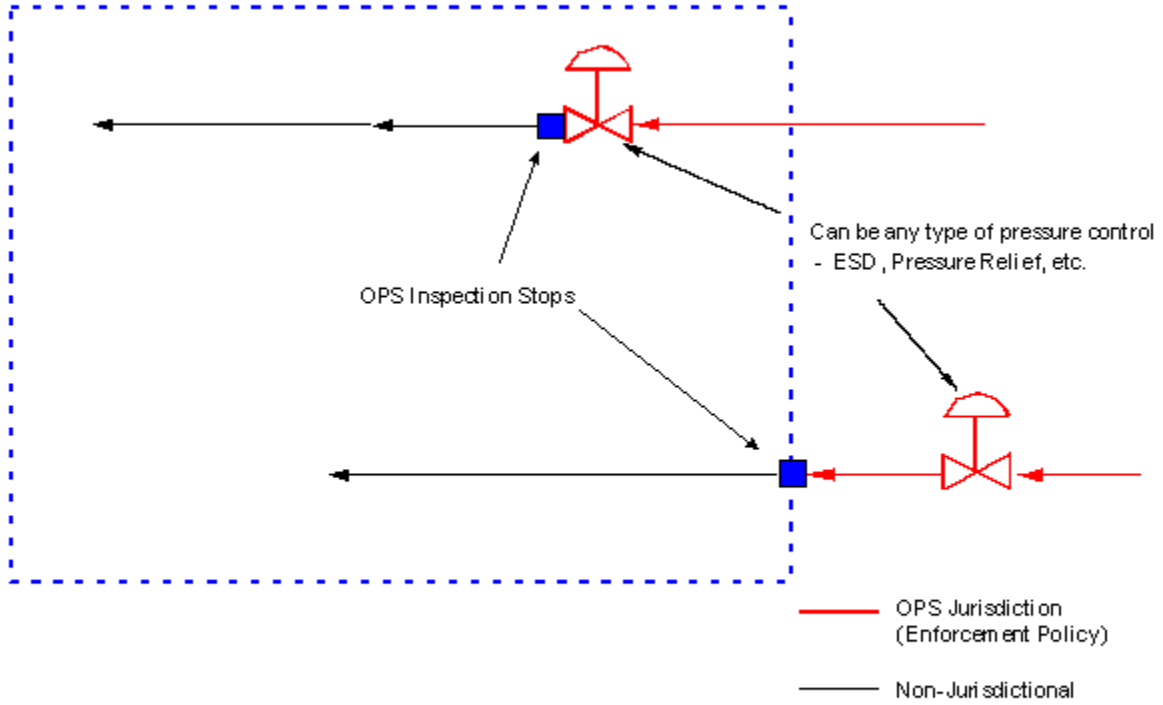 Can be any type of pressure control
- ESD, Pressure Relief, etc.
OPS Inspection Stops
OPS Jurisdiction
(Enforcement Policy)
Non-Jurisdictional